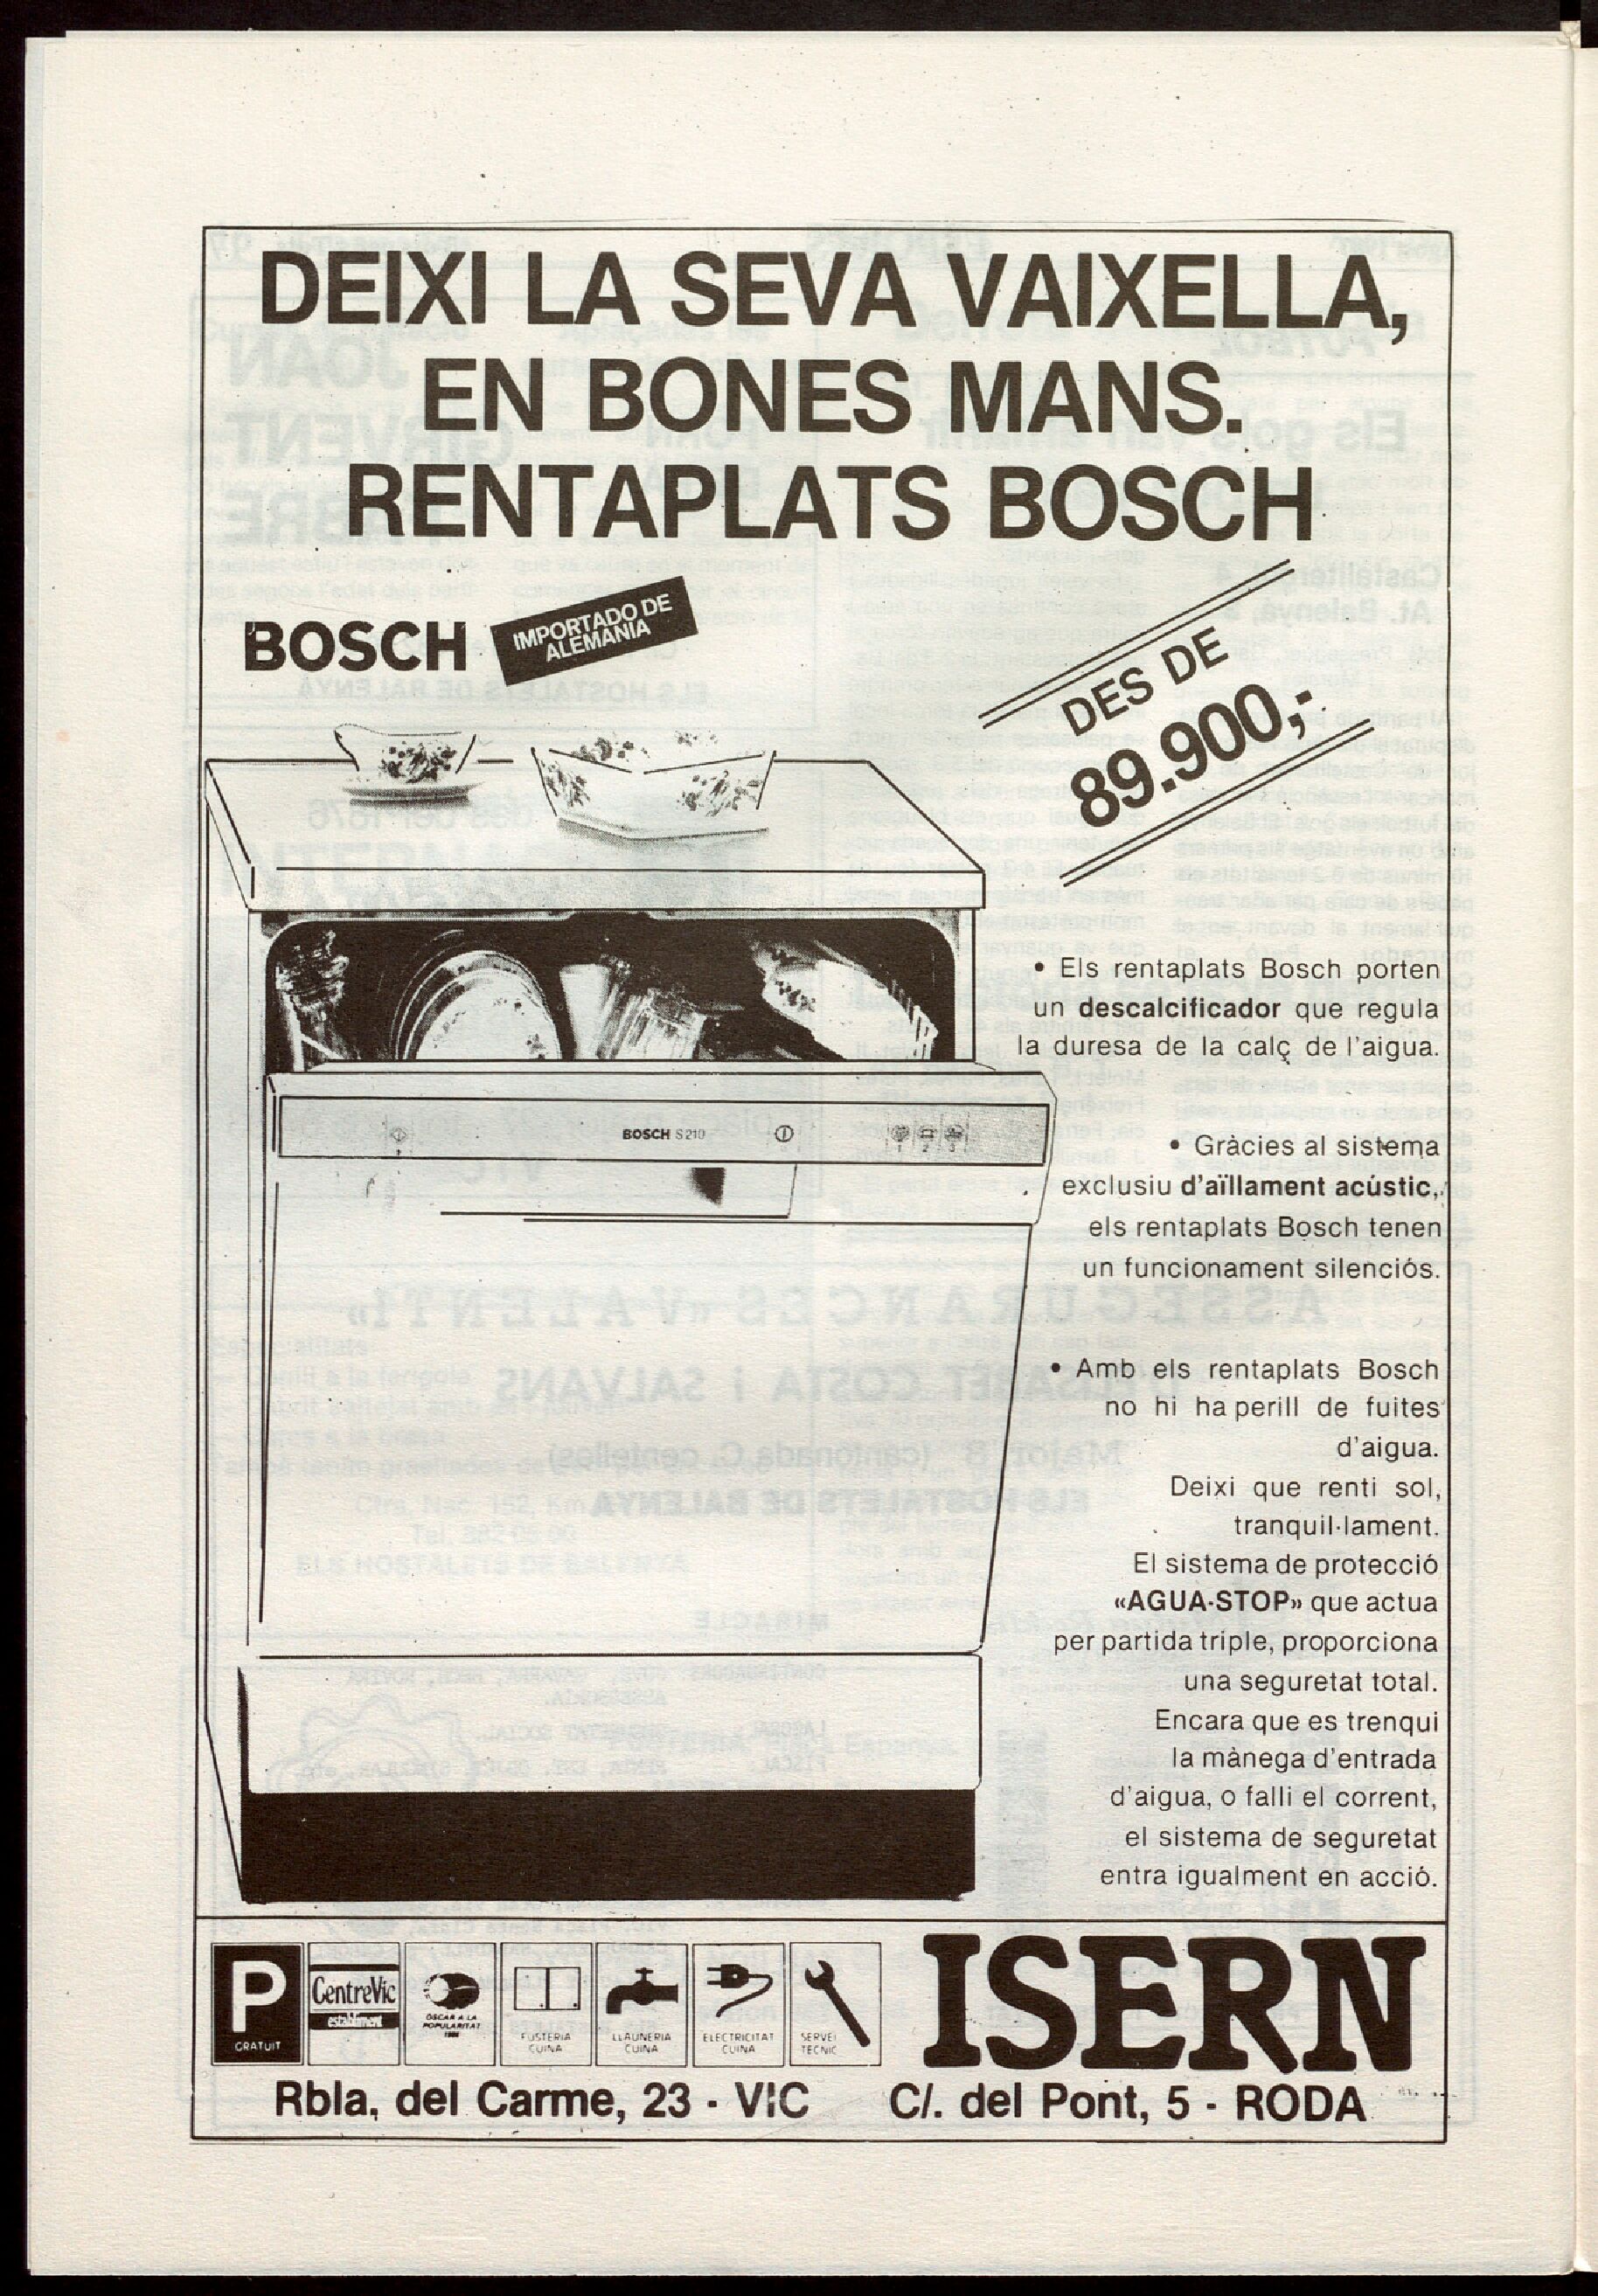 DEIXI LA SEVA VAIXELLA,
EN BONES MANS.
RENTAPLATS BOSCH
BOSCH
IMPORTADO DE
ALEMANIA
DES DE
89.900,-
• Els rentaplats Bosch porten
un descalcificador que regula
la duresa de la calç de l'aigua.
BOSCH S210
• Gràcies al sistema
exclusiu d'aïllament acústic,
els rentaplats Bosch tenen
un funcionament silenciós.
• Amb els rentaplats Bosch
no hi ha perill de fuites
d'aigua.
Deixi que renti sol,
tranquil·lament.
El sistema de protecció
«AGUA-STOP» que actua
per partida triple, proporciona
una seguretat total.
Encara que es trenqui
la mànega d'entrada
d'aigua, o falli el corrent,
el sistema de seguretat
entra igualment en acció.
P
GRATUIT
CentreVic
establiment
OSCAR A LA
POPULARITAT
1986
FUSTERIA
CUINA
LLAUNERIA
CUINA
ELECTRICITAT
CUINA
SERVEI
TECNIC
ISERN
Rbla, del Carme, 23 - VIC
C/. del Pont, 5 - RODA